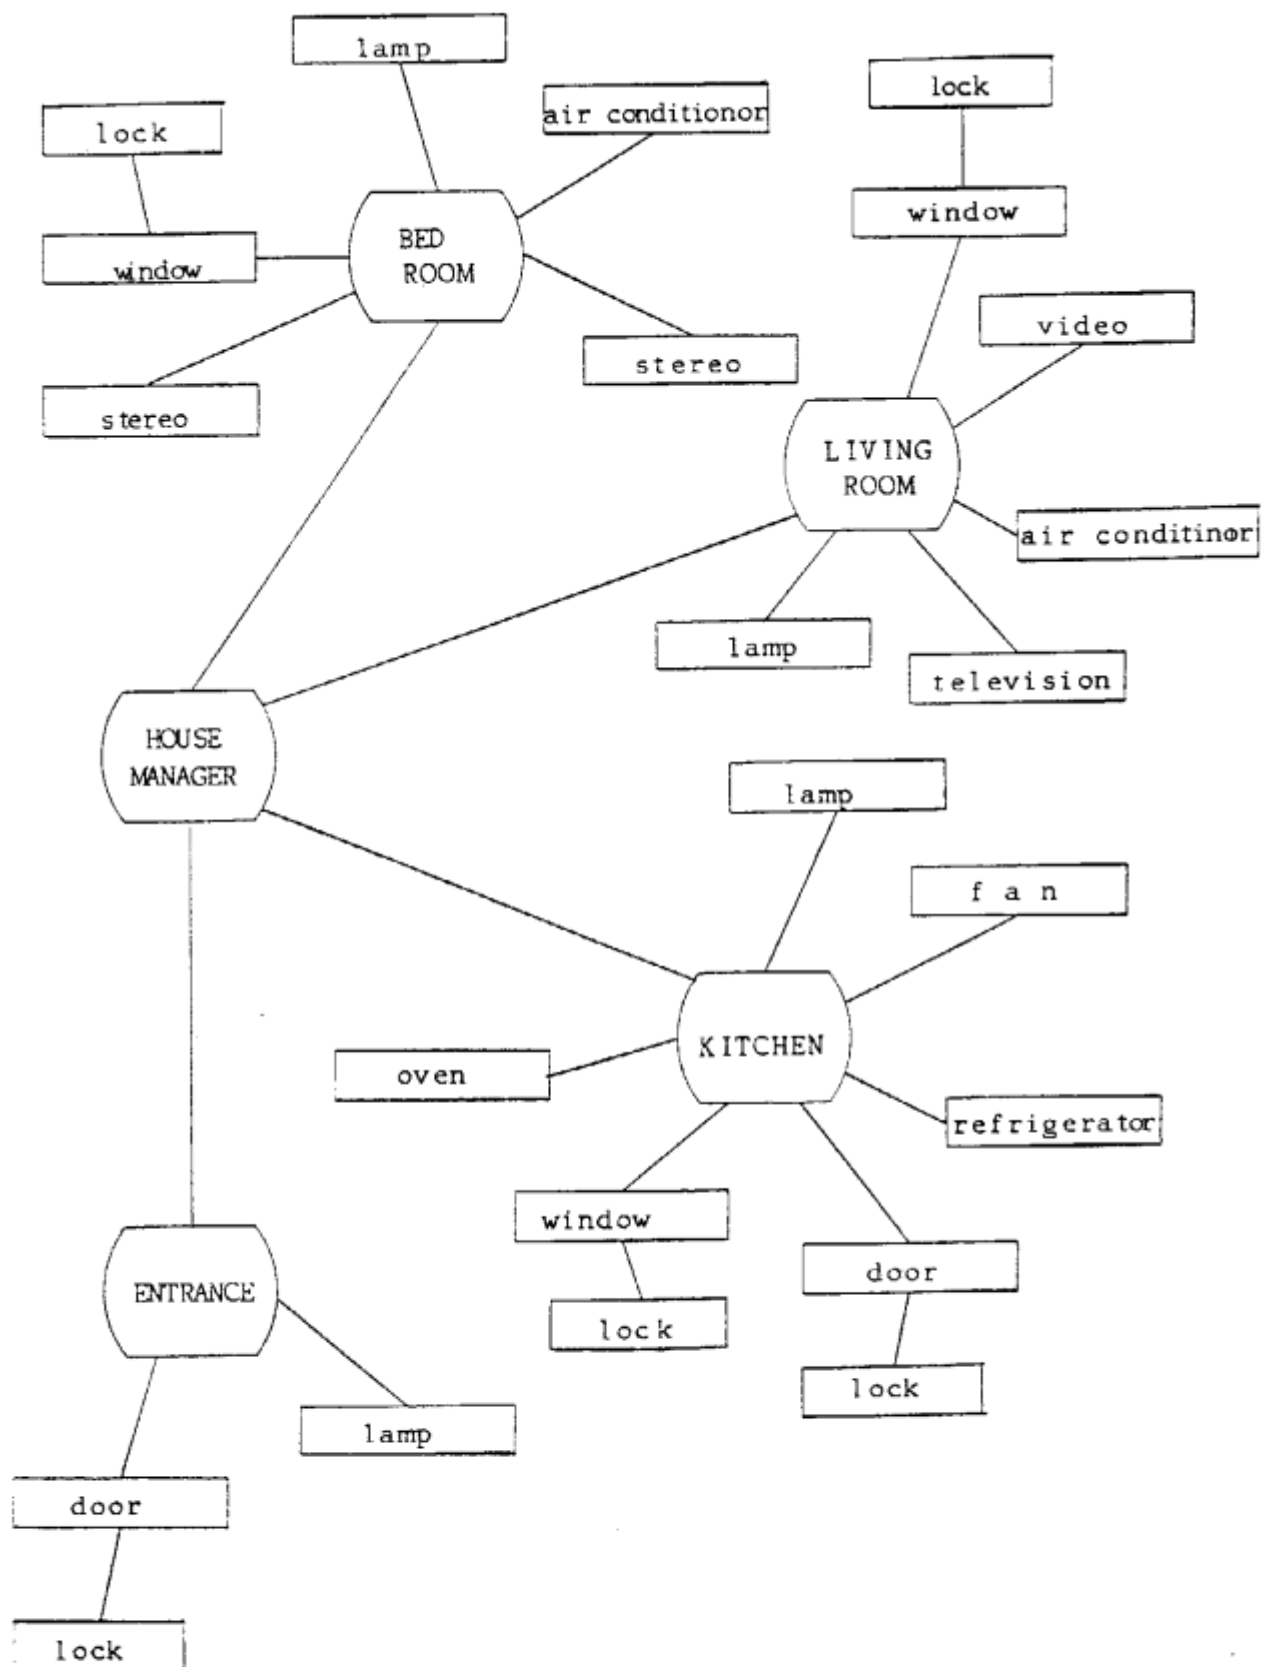 lamp
lock
air conditionor
lock
window
BED
ROOM
window
video
stereo
stereo
LIVING
ROOM
air conditinor
lamp
television
HOUSE
MANAGER
lamp
fan
KITCHEN
oven
refrigerator
window
door
ENTRANCE
lock
lock
lamp
door
lock